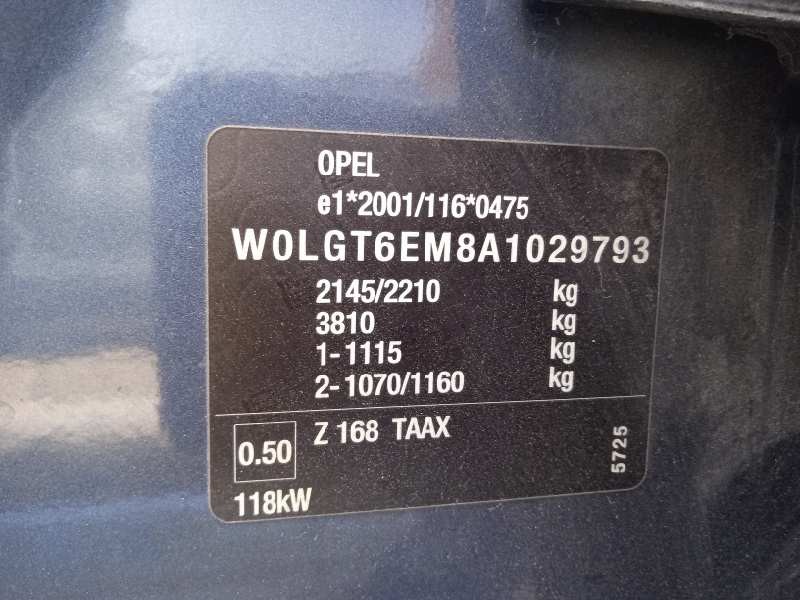 OPEL
e1*2001/116*0475
W0LGT6EM8A1029793
2145/2210 kg
3810 kg
1-1115 kg
2-1070/1160 kg
0.50 Z 168 TAAX
118kW
5725